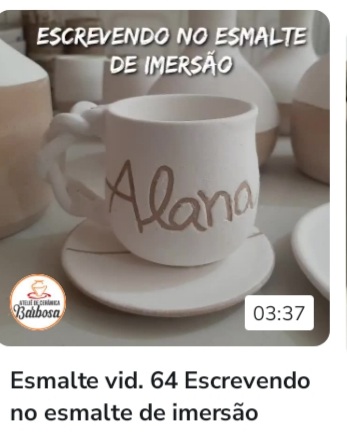 ESCREVENDO NO ESMALTE
DE IMERSÃO
Alana
ATELIÊ DE CERÂMICA
Barbosa
03:37
Esmalte vid. 64 Escrevendo
no esmalte de imersão